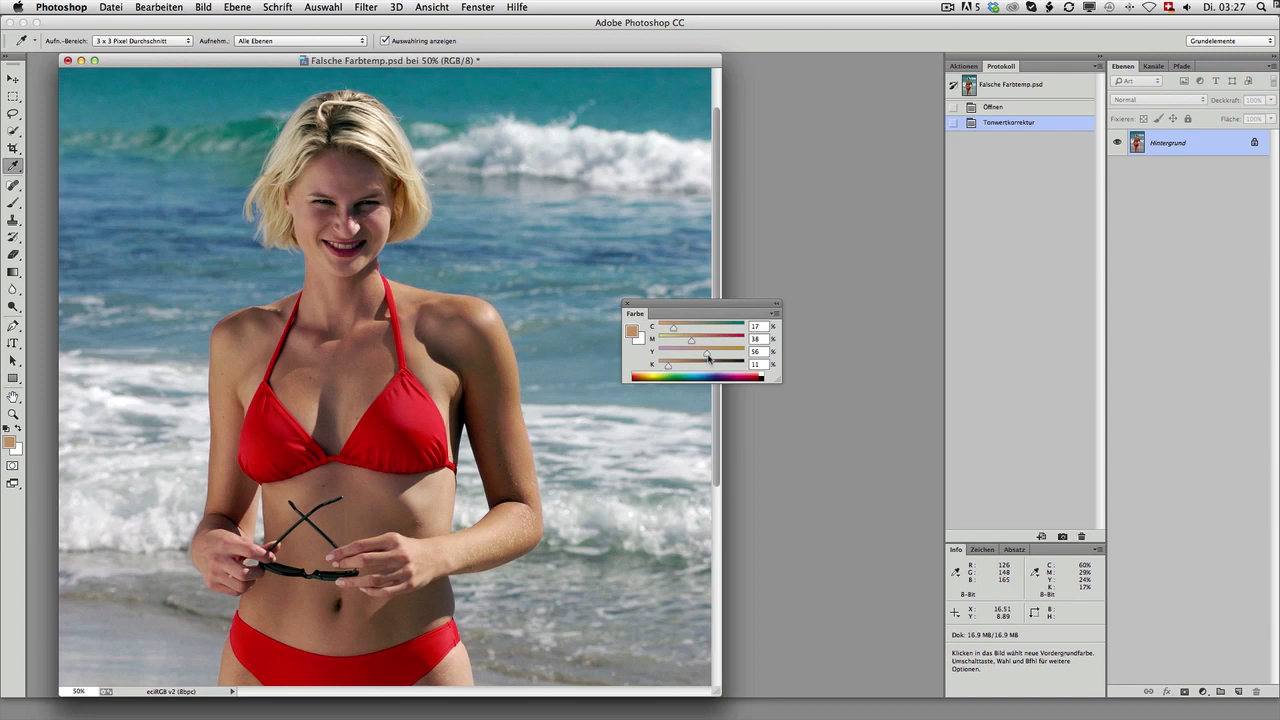 Photoshop Datei Bearbeiten Bild Ebene Schrift Auswahl Filter 3D Ansicht Fenster Hilfe 5 Di. 03:27
Adobe Photoshop CC
Aufn.-Bereich: 3 x 3 Pixel Durchschnitt Aufnehm.: Alle Ebenen Auswahlring anzeigen Grundelemente
Falsche Farbtemp.psd bei 50% (RGB/8) *
Aktionen Protokoll
Falsche Farbtemp.psd
Öffnen
Tonwertkorrektur
Ebenen Kanäle Pfade
Art
Normal Deckkraft: 100%
Fixieren: Fläche: 100%
Hintergrund
Farbe
C 17 %
M 38 %
Y 56 %
K 11 %
Info Zeichen Absatz
R: 126 C: 60%
G: 148 M: 29%
B: 165 Y: 24%
K: 17%
8-Bit 8-Bit
X: 16.51 B:
Y: 8.89 H:
Dok: 16.9 MB/16.9 MB
Klicken in das Bild wählt neue Vordergrundfarbe.
Umschalttaste, Wahl und Bfhl für weitere
Optionen.
50% eciRGB v2 (8bpc)